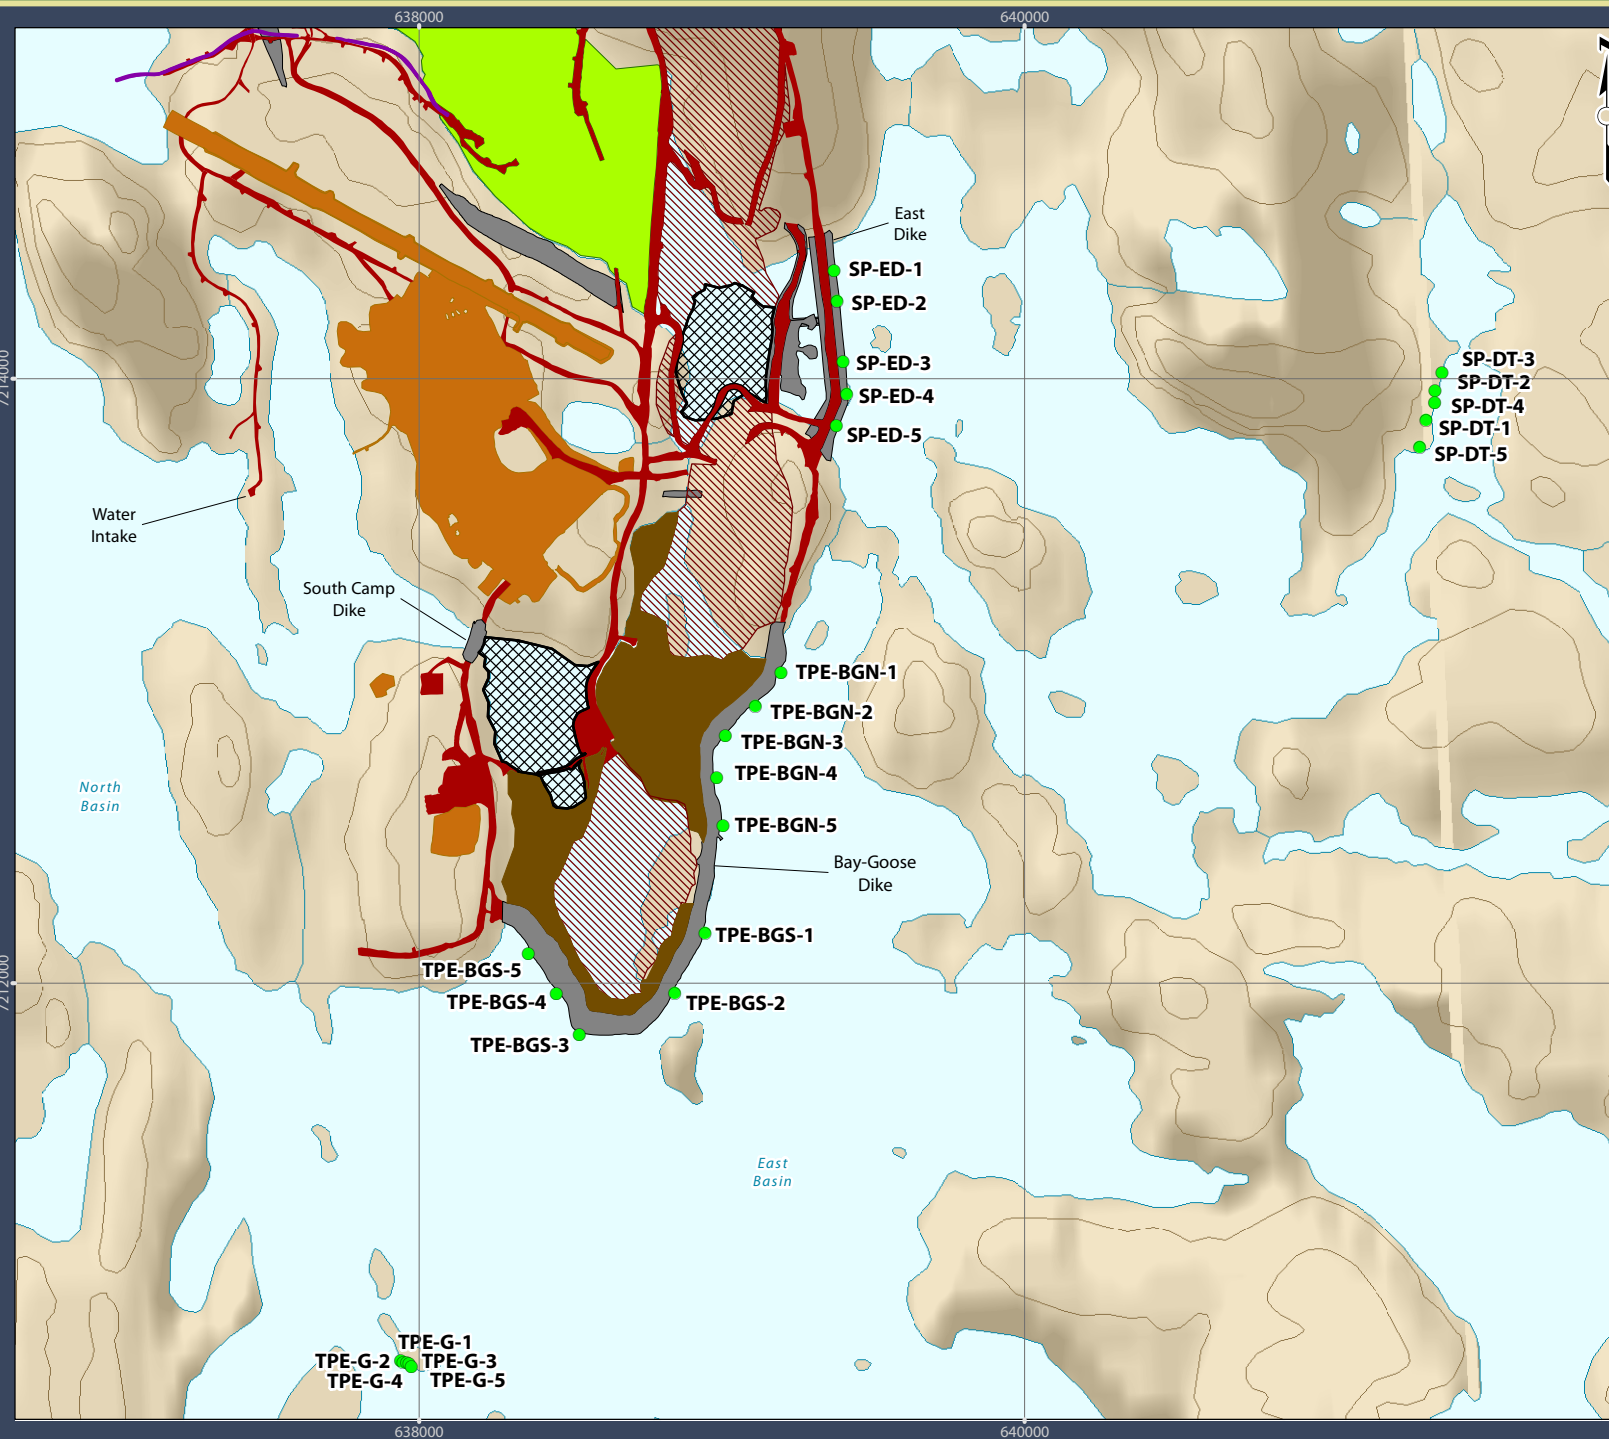 638000
640000
East
Dike
SP-ED-1
SP-ED-2
SP-ED-3
SP-ED-4
SP-ED-5
SP-DT-3
SP-DT-2
SP-DT-4
SP-DT-1
SP-DT-5
7214000
Water
Intake
South Camp
Dike
TPE-BGN-1
TPE-BGN-2
TPE-BGN-3
TPE-BGN-4
TPE-BGN-5
North
Basin
Bay-Goose
Dike
TPE-BGS-1
TPE-BGS-5
TPE-BGS-4
TPE-BGS-2
TPE-BGS-3
7212000
East
Basin
TPE-G-1
TPE-G-2
TPE-G-3
TPE-G-4
TPE-G-5
638000
640000